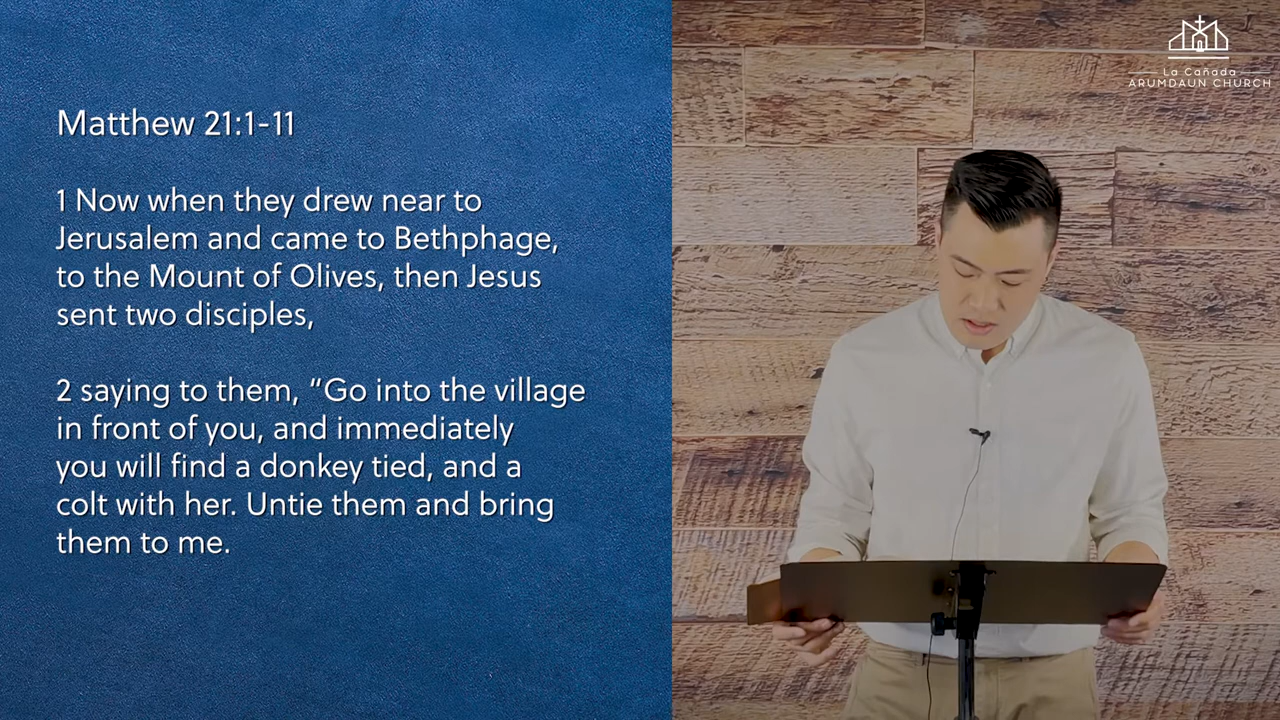 Matthew 21:1-11
1 Now when they drew near to
Jerusalem and came to Bethphage,
to the Mount of Olives, then Jesus
sent two disciples,
2 saying to them, “Go into the village
in front of you, and immediately
you will find a donkey tied, and a
colt with her. Untie them and bring
them to me.
La Cañada
ARUMDAUN CHURCH